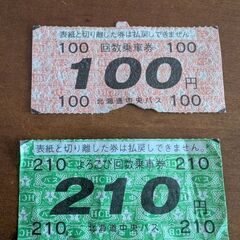 表紙と切り離した券は払戻しできません。
100 回数乗車券 100
100円
100 北海道中央バス 100
表紙と切り離した券は払戻しできません。
210 よろこび回数乗車券 210
210円
210 北海道中央バス 210